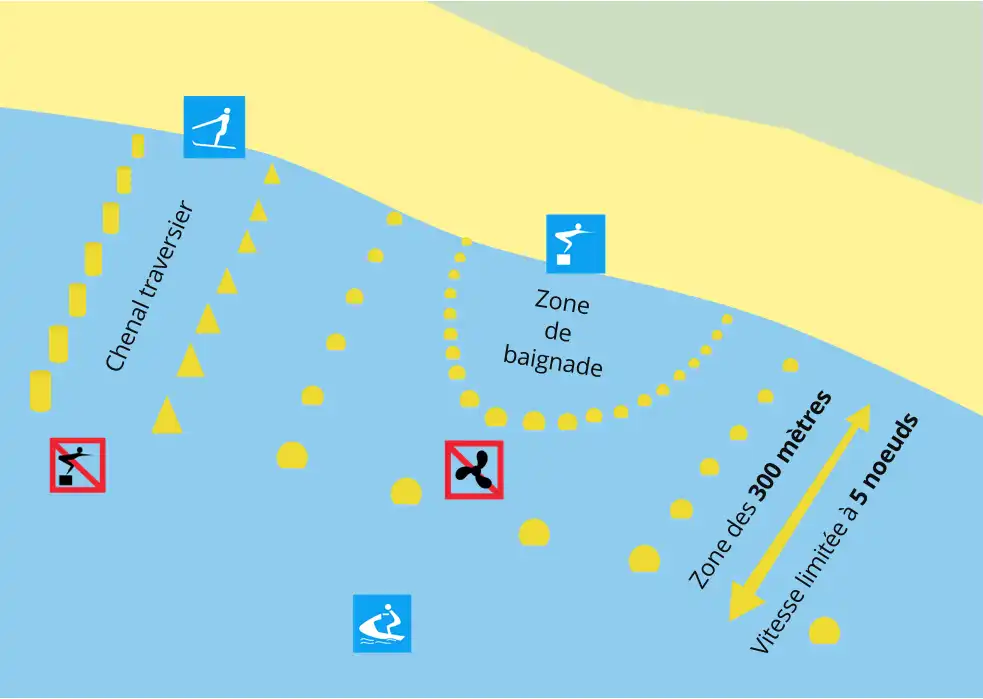 Chenal traversier
Zone
de
baignade
Zone des 300 mètres
Vitesse limitée à 5 noeuds